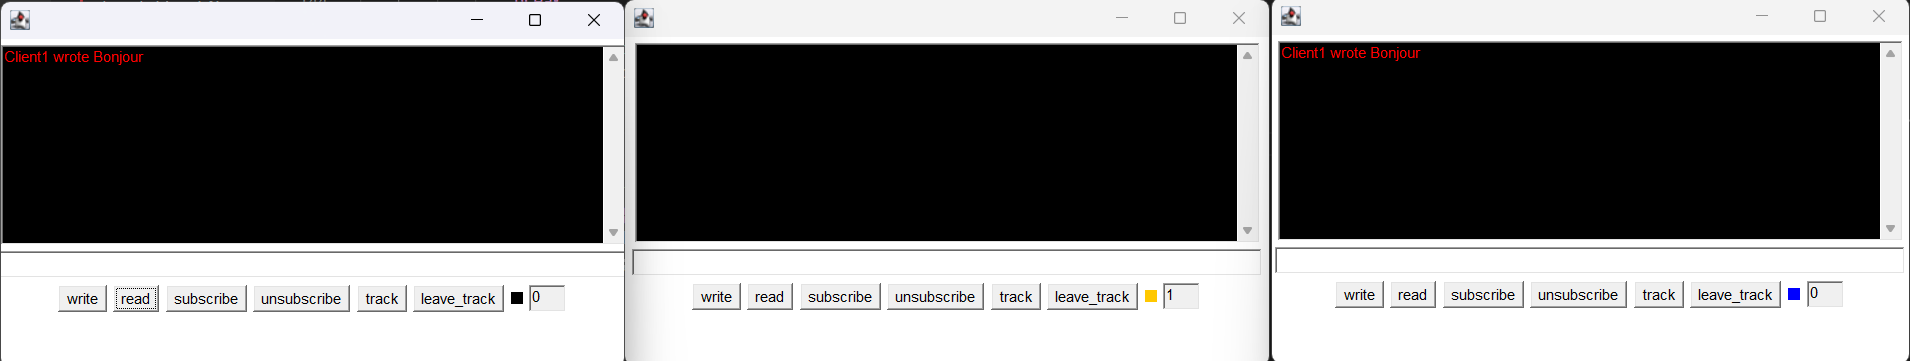 Client1 wrote Bonjour
write read subscribe unsubscribe track leave_track 0
write read subscribe unsubscribe track leave_track 1
Client1 wrote Bonjour
write read subscribe unsubscribe track leave_track 0